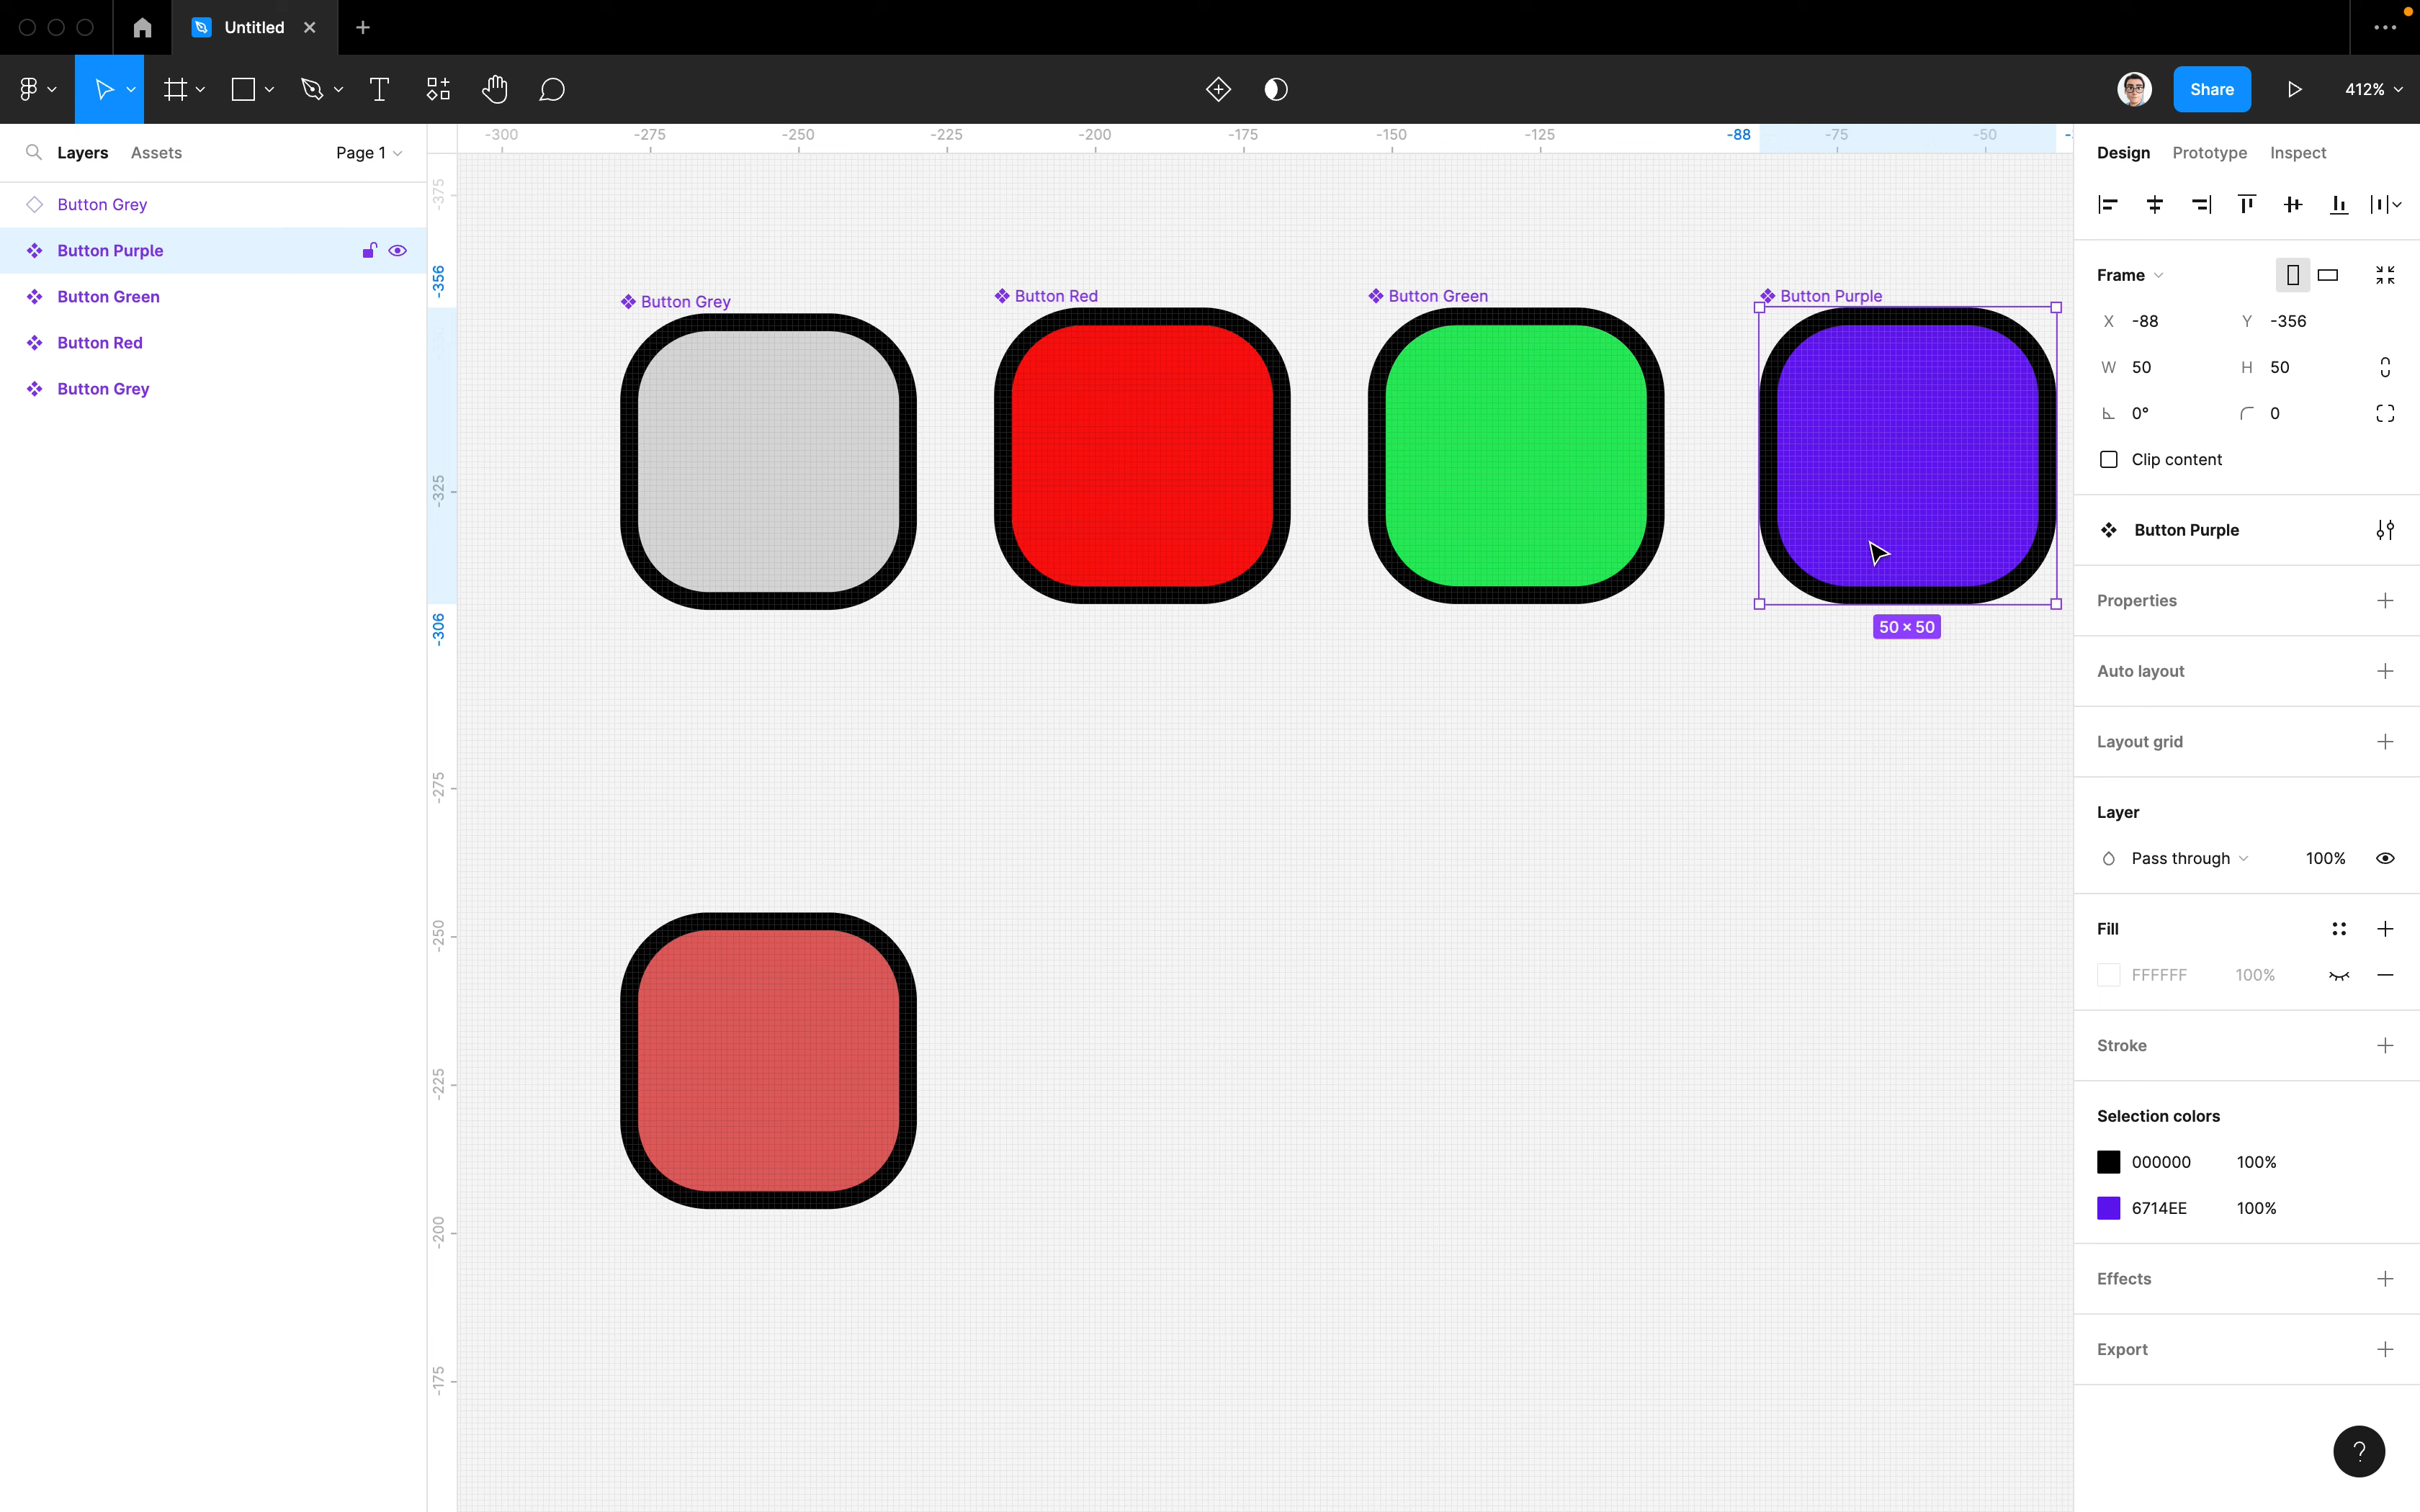 Untitled
Share
412%
Layers Assets Page 1
Button Grey
Button Purple
Button Green
Button Red
Button Grey
-300 -275 -250 -225 -200 -175 -150 -125 -88 -75 -50
-375
-356
-325
-306
-275
-250
-225
-200
-175
Button Grey
Button Red
Button Green
Button Purple
50 × 50
Design Prototype Inspect
Frame
X -88 Y -356
W 50 H 50
0° 0
Clip content
Button Purple
Properties
Auto layout
Layout grid
Layer
Pass through 100%
Fill
FFFFFF 100%
Stroke
Selection colors
000000 100%
6714EE 100%
Effects
Export
?